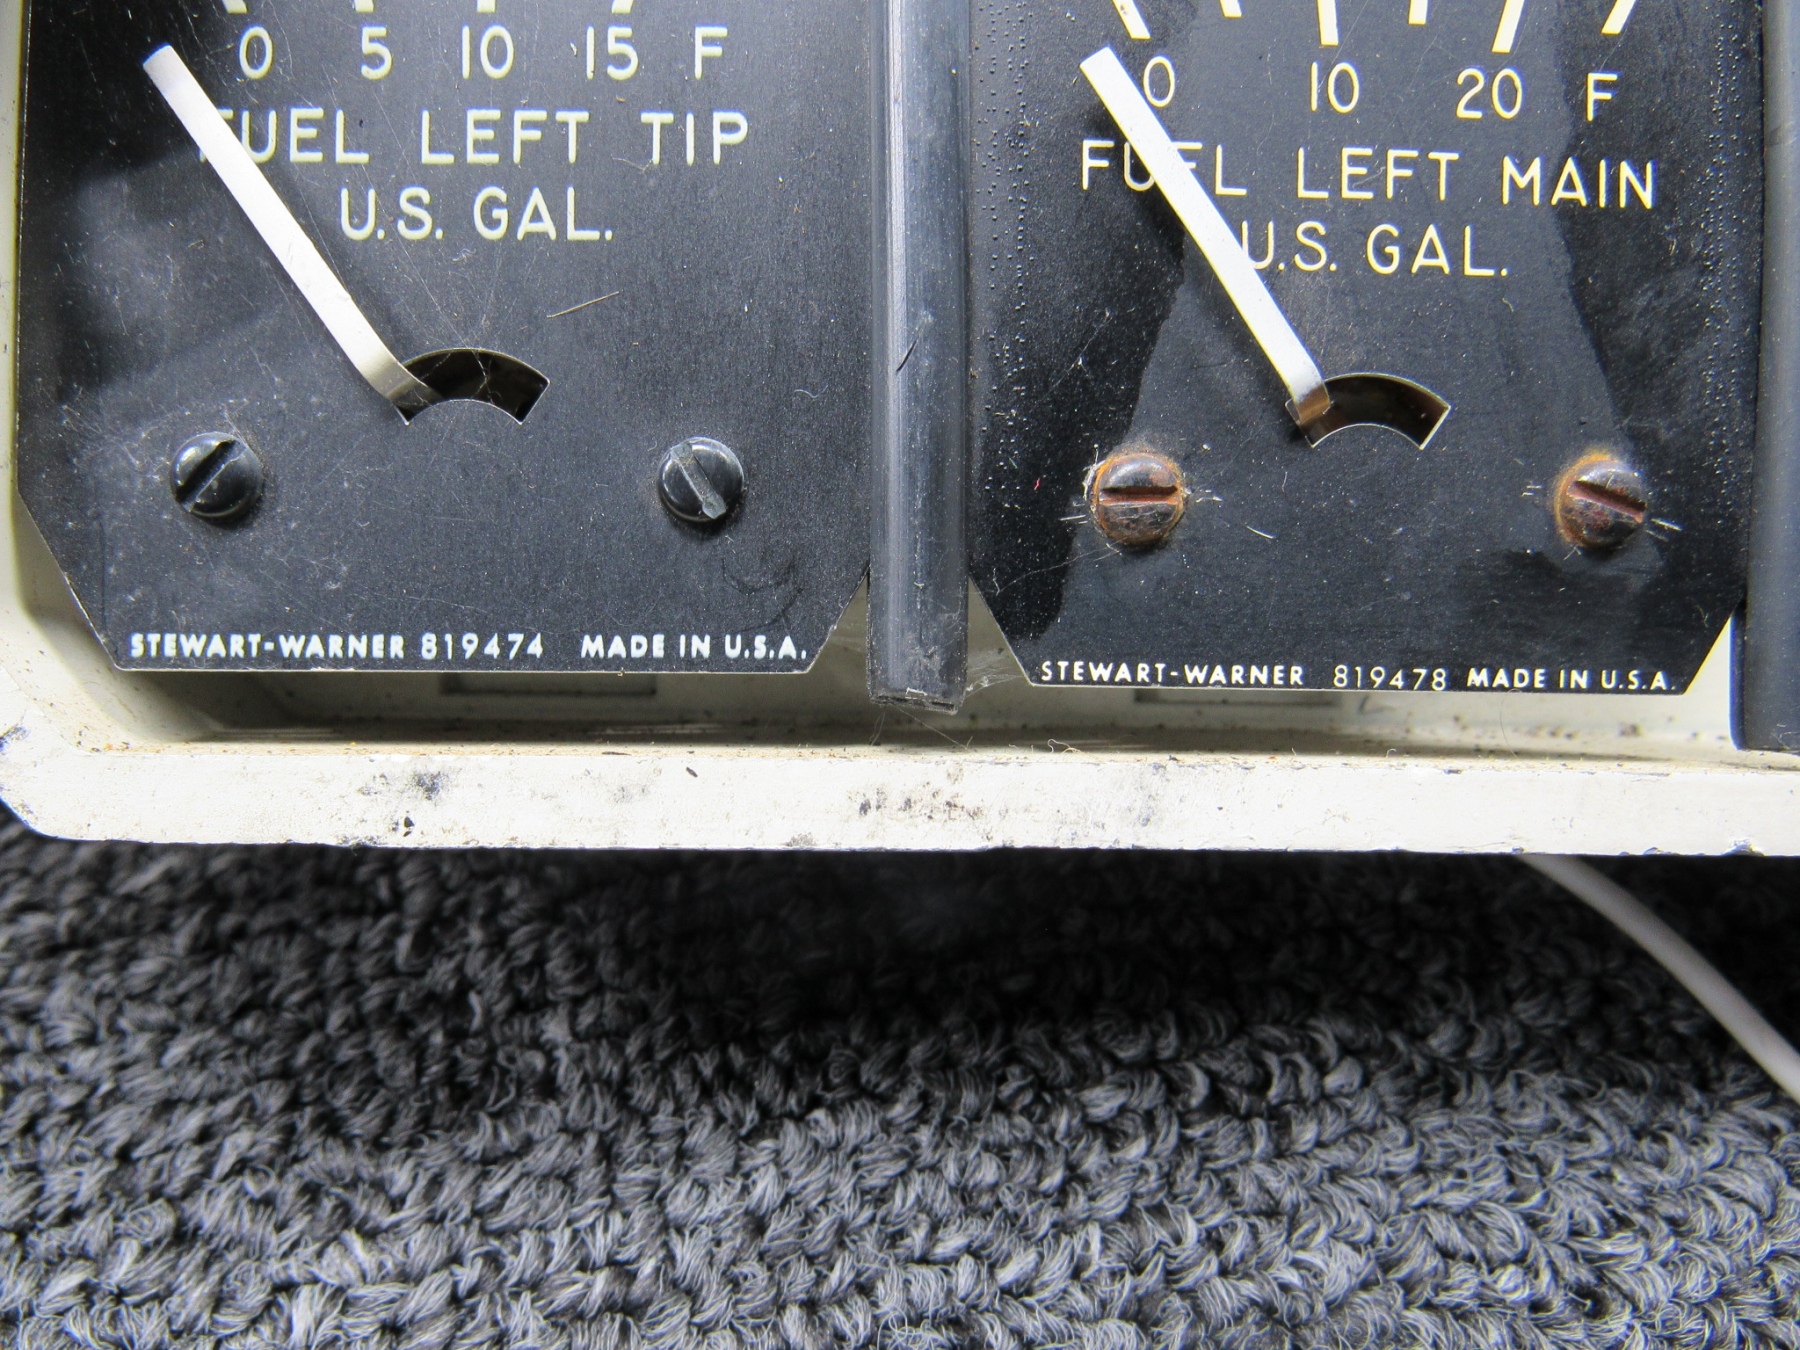 0 5 10 15 F
FUEL LEFT TIP
U.S. GAL.
STEWART-WARNER 819474 MADE IN U.S.A.
0 10 20 F
FUEL LEFT MAIN
U.S. GAL.
STEWART-WARNER 819478 MADE IN U.S.A.